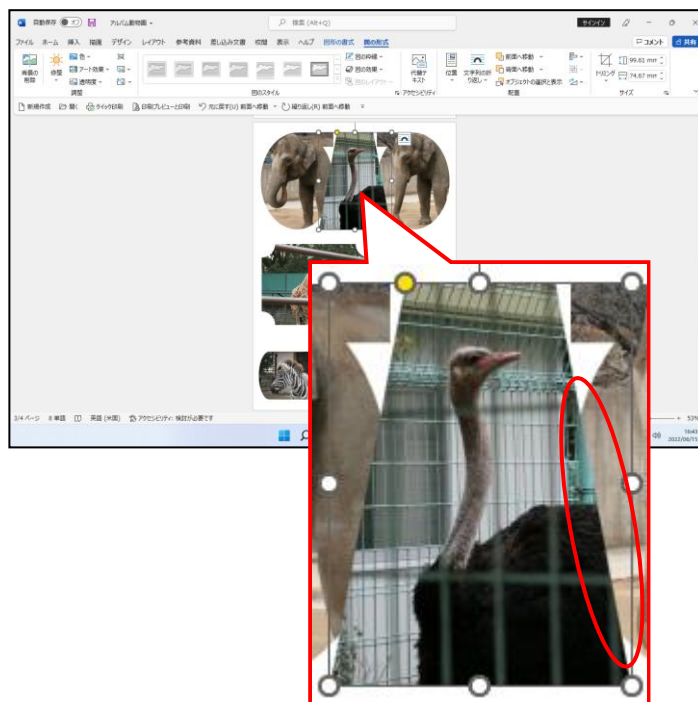 自動保存 オフ アルバム動物園
検索 (Alt+Q)
サインイン
ファイル ホーム 挿入 描画 デザイン レイアウト 参考資料 差し込み文書 校閲 表示 ヘルプ 図形の書式 図の形式
コメント 共有
背景の削除 修整 色 アート効果 透明度
調整
図のスタイル
図の枠線 図の効果 図のレイアウト
代替テキスト
アクセシビリティ
位置 文字列の折り返し 前面へ移動 背面へ移動 オブジェクトの選択と表示
配置
トリミング 99.61 mm 74.67 mm
サイズ
新規作成 開く クイック印刷 印刷プレビューと印刷 元に戻す(U) 前面へ移動 繰り返し(R) 前面へ移動
3/4 ページ 8 単語 英語 (米国) アクセシビリティ: 検討が必要です
53%
16:43
2022/06/15